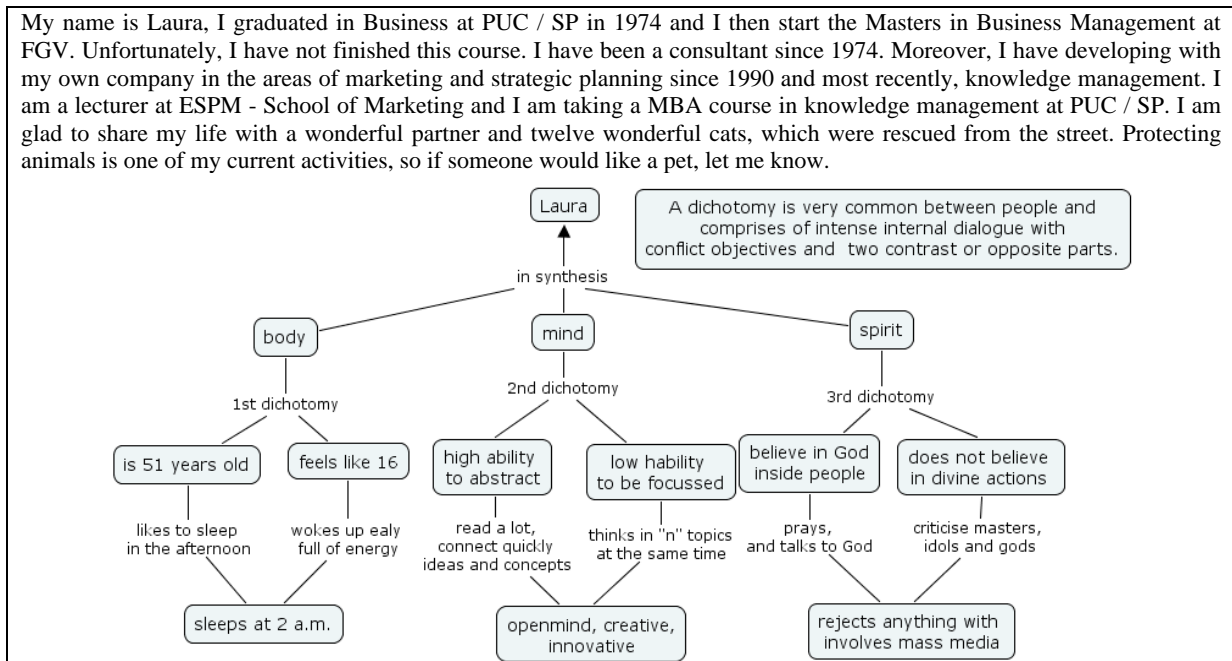 My name is Laura, I graduated in Business at PUC / SP in 1974 and I then start the Masters in Business Management at
FGV. Unfortunately, I have not finished this course. I have been a consultant since 1974. Moreover, I have developing with
my own company in the areas of marketing and strategic planning since 1990 and most recently, knowledge management. I
am a lecturer at ESPM - School of Marketing and I am taking a MBA course in knowledge management at PUC / SP. I am
glad to share my life with a wonderful partner and twelve wonderful cats, which were rescued from the street. Protecting
animals is one of my current activities, so if someone would like a pet, let me know.
Laura
A dichotomy is very common between people and
comprises of intense internal dialogue with
conflict objectives and two contrast or opposite parts.
in synthesis
body
mind
spirit
1st dichotomy
2nd dichotomy
3rd dichotomy
is 51 years old
feels like 16
high ability
to abstract
low hability
to be focussed
believe in God
inside people
does not believe
in divine actions
likes to sleep
in the afternoon
wokes up ealy
full of energy
read a lot,
connect quickly
ideas and concepts
thinks in "n" topics
at the same time
prays,
and talks to God
criticise masters,
idols and gods
sleeps at 2 a.m.
openmind, creative,
innovative
rejects anything with
involves mass media